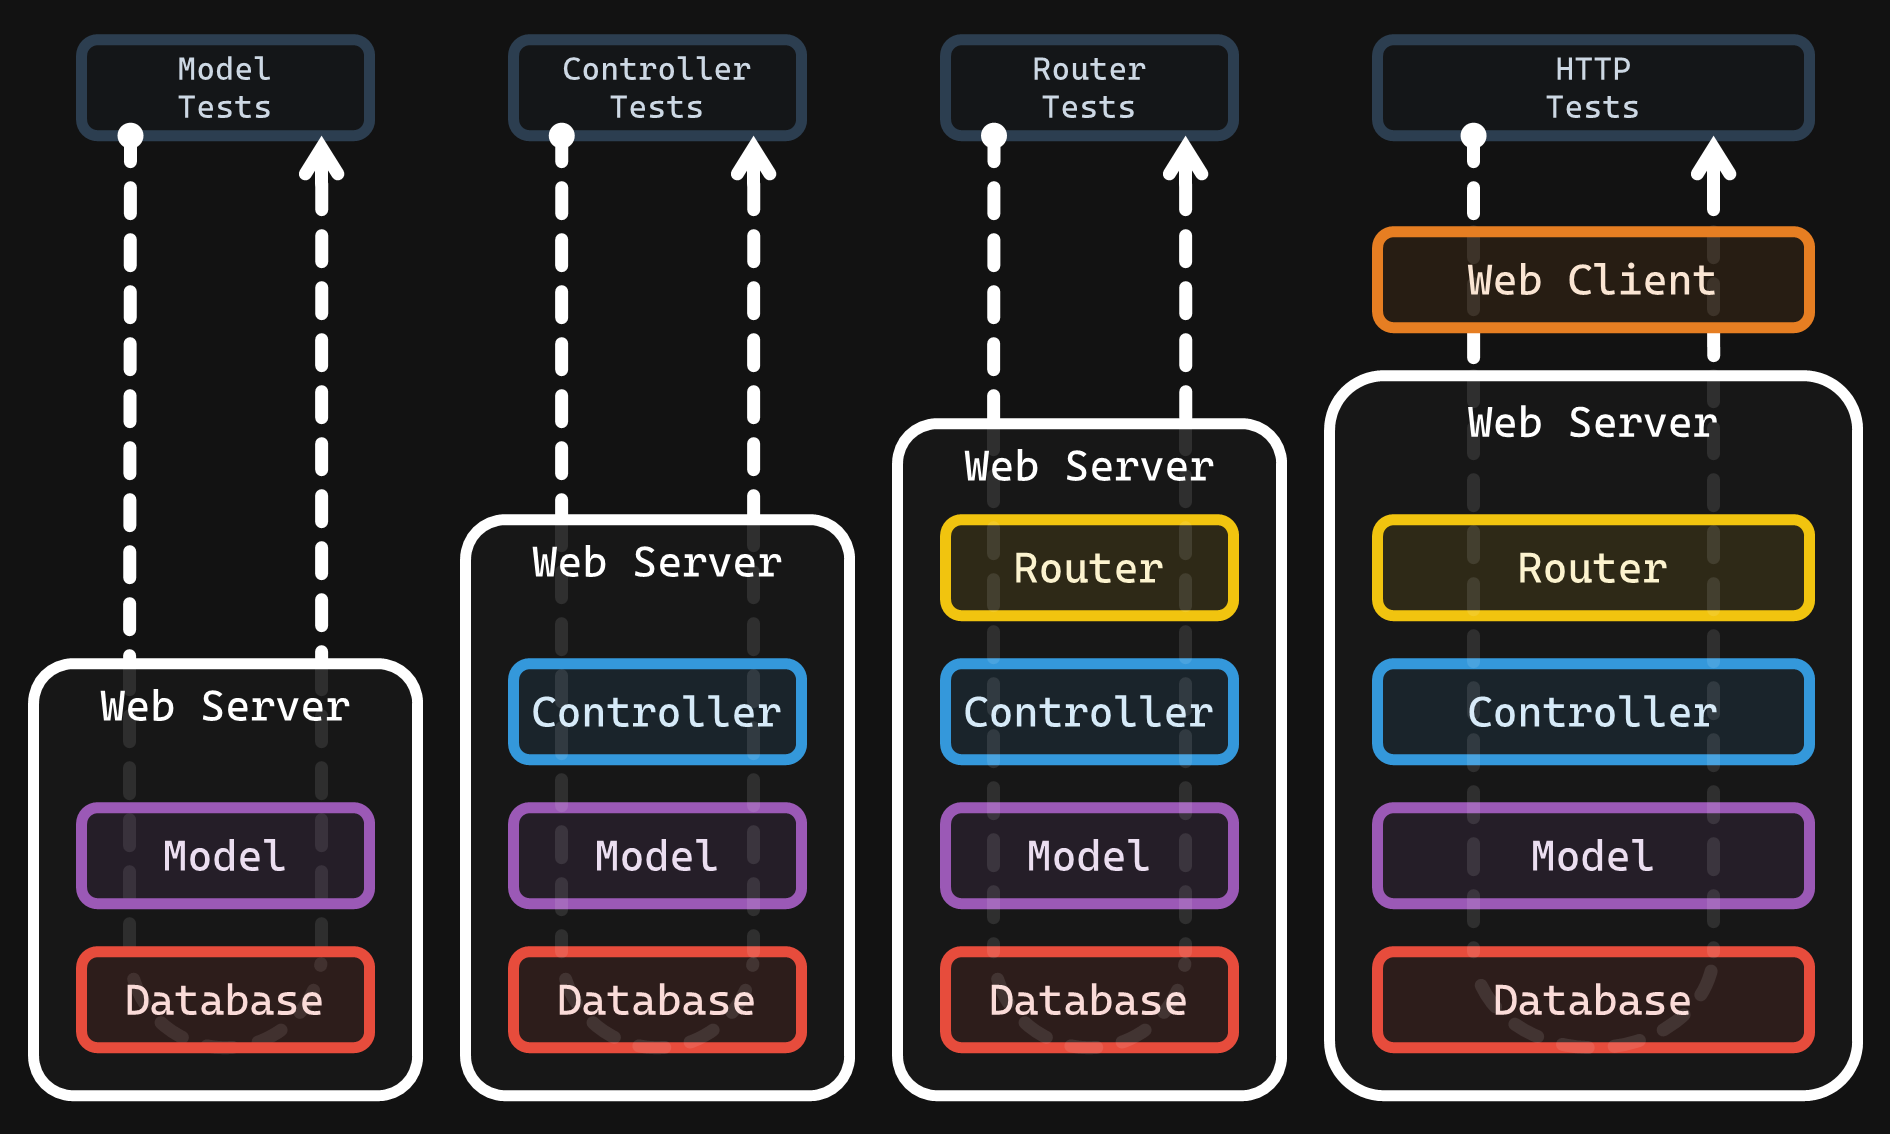 Model
Tests
Web Server
Model
Database
Controller
Tests
Web Server
Controller
Model
Database
Router
Tests
Web Server
Router
Controller
Model
Database
HTTP
Tests
Web Client
Web Server
Router
Controller
Model
Database